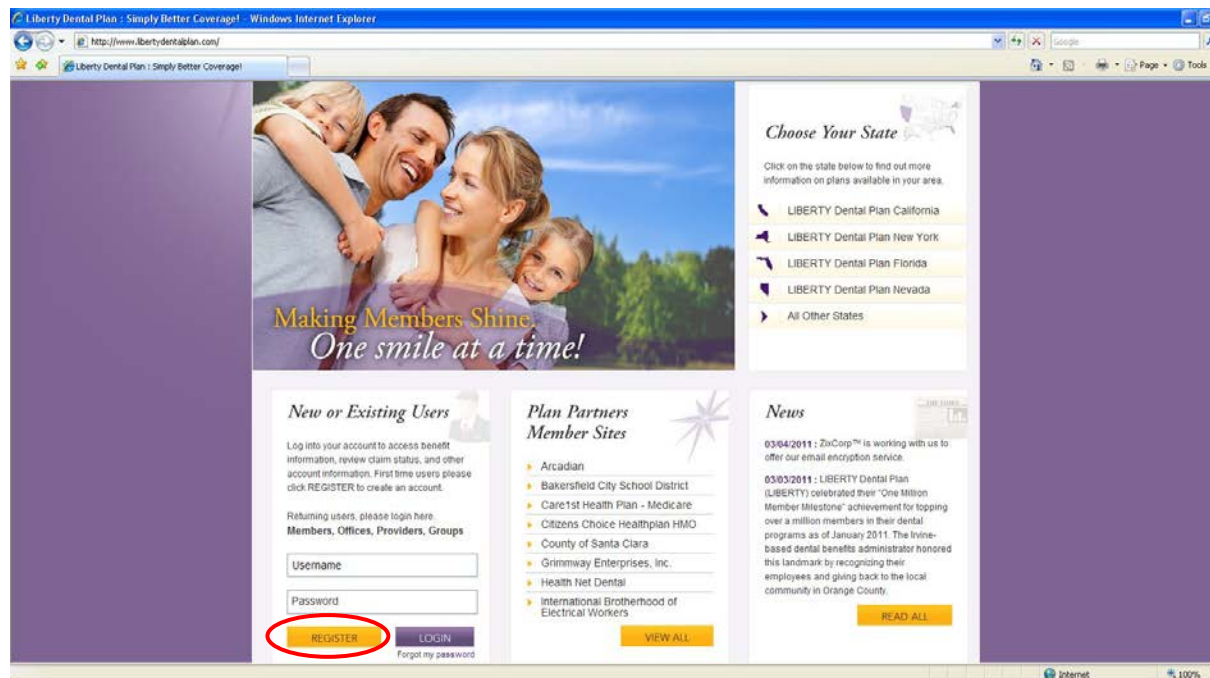 Liberty Dental Plan : Simply Better Coverage! - Windows Internet Explorer
http://www.libertydentalplan.com/
Google
Liberty Dental Plan : Simply Better Coverage!
Page
Tools
Making Members Shine,
One smile at a time!
Choose Your State
Click on the state below to find out more
information on plans available in your area.
LIBERTY Dental Plan California
LIBERTY Dental Plan New York
LIBERTY Dental Plan Florida
LIBERTY Dental Plan Nevada
All Other States
New or Existing Users
Log into your account to access benefit
information, review claim status, and other
account information. First time users please
click REGISTER to create an account.
Returning users, please login here.
Members, Offices, Providers, Groups
Username
Password
REGISTER
LOGIN
Forgot my password
Plan Partners
Member Sites
Arcadian
Bakersfield City School District
Care1st Health Plan - Medicare
Citizens Choice Healthplan HMO
County of Santa Clara
Grimmway Enterprises, Inc.
Health Net Dental
International Brotherhood of
Electrical Workers
VIEW ALL
News
03/04/2011 : ZixCorp™ is working with us to
offer our email encryption service.
03/03/2011 : LIBERTY Dental Plan
(LIBERTY) celebrated their "One Million
Member Milestone" achievement for topping
over a million members in their dental
programs as of January 2011. The Irvine-
based dental benefits administrator honored
this landmark by recognizing their
employees and giving back to the local
community in Orange County.
READ ALL
Internet
100%